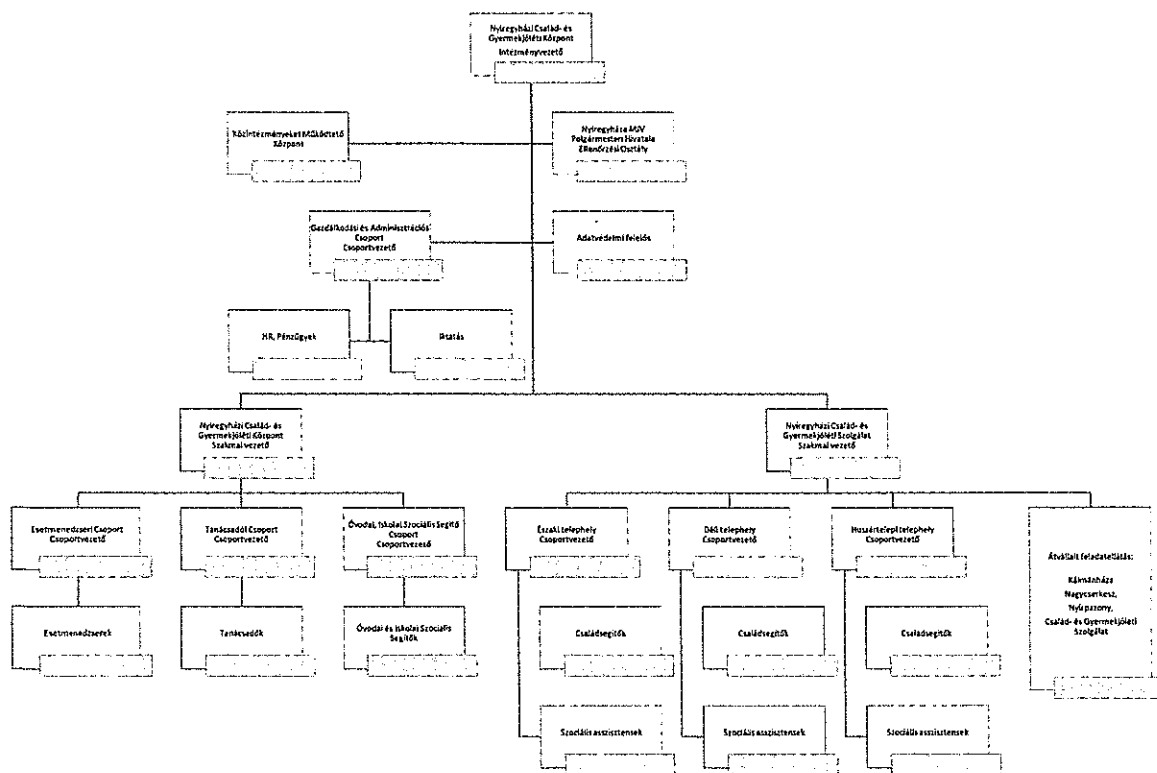 Nyíregyházi Család- és
Gyermekjóléti Központ
Intézményvezető
Közintézményeket Működtető
Központ
Nyíregyháza MJV
Polgármesteri Hivatala
Ellenőrzési Osztály
Gazdálkodási és Adminisztrációs
Csoport
Csoportvezető
Adatvédelmi felelős
HR, Pénzügyek
Iktatás
Nyíregyházi Család- és
Gyermekjóléti Központ
Szakmai vezető
Nyíregyházi Család- és
Gyermekjóléti Szolgálat
Szakmai vezető
Esetmenedzseri Csoport
Csoportvezető
Tanácsadói Csoport
Csoportvezető
Óvodai, Iskolai Szociális Segítő
Csoport
Csoportvezető
Északi telephely
Csoportvezető
Déli telephely
Csoportvezető
Huszártelepi telephely
Csoportvezető
Átvállalt feladatellátás:
Kálmánháza
Nagycserkesz,
Nyírpazony,
Család- és Gyermekjóléti
Szolgálat
Esetmenedzserek
Tanácsadók
Óvodai és Iskolai Szociális
Segítők
Családsegítők
Családsegítők
Családsegítők
Szociális asszisztensek
Szociális asszisztensek
Szociális asszisztensek